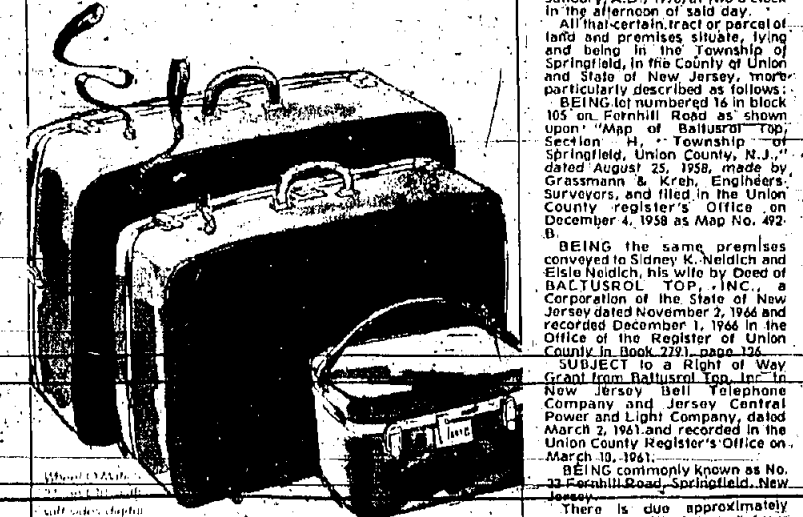 in the afternoon of said day.
All that certain tract or parcel of
land and premises situate, lying
and being in the Township of
Springfield, in the County of Union
and State of New Jersey, more
particularly described as follows:
BEING lot numbered 16 in block
105 on Fernhill Road as shown
upon "Map of Baltusrol Top,
Section H, Township of
Springfield, Union County, N.J.,"
dated August 25, 1958, made by
Grassmann & Kreh, Engineers-
Surveyors, and filed in the Union
County register's Office on
December 4, 1958 as Map No. 492-
B.
BEING the same premises
conveyed to Sidney K. Neidich and
Elsie Neidich, his wife by Deed of
BALTUSROL TOP, INC., a
Corporation of the State of New
Jersey dated November 2, 1966 and
recorded December 1, 1966 in the
Office of the Register of Union
County in Book 2791, page 126
SUBJECT to a Right of Way
Grant from Baltusrol Top, Inc. to
New Jersey Bell Telephone
Company and Jersey Central
Power and Light Company, dated
March 2, 1961 and recorded in the
Union County Register's Office on
March 10, 1961.
BEING commonly known as No.
33 Fernhill Road, Springfield, New
Jersey.
There is due approximately